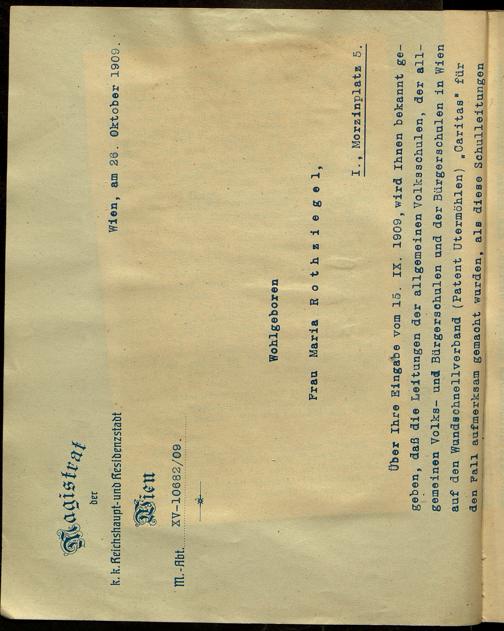 Magistrat
der
k. k. Reichshaupt-und Residenzstadt
Wien
M.-Abt. XV-10682/09.
Wien, am 26. Oktober 1909.
Wohlgeboren
Frau Maria Rothziegel,
I., Morzinplatz 5.
Über Ihre Eingabe vom 15. IX. 1909, wird Ihnen bekannt ge-
geben, daß die Leitungen der allgemeinen Volksschulen, der all-
gemeinen Volks- und Bürgerschulen und der Bürgerschulen in Wien
auf den Wundschnellverband (Patent Utermöhlen) „Caritas" für
den Fall aufmerksam gemacht wurden, als diese Schulleitungen